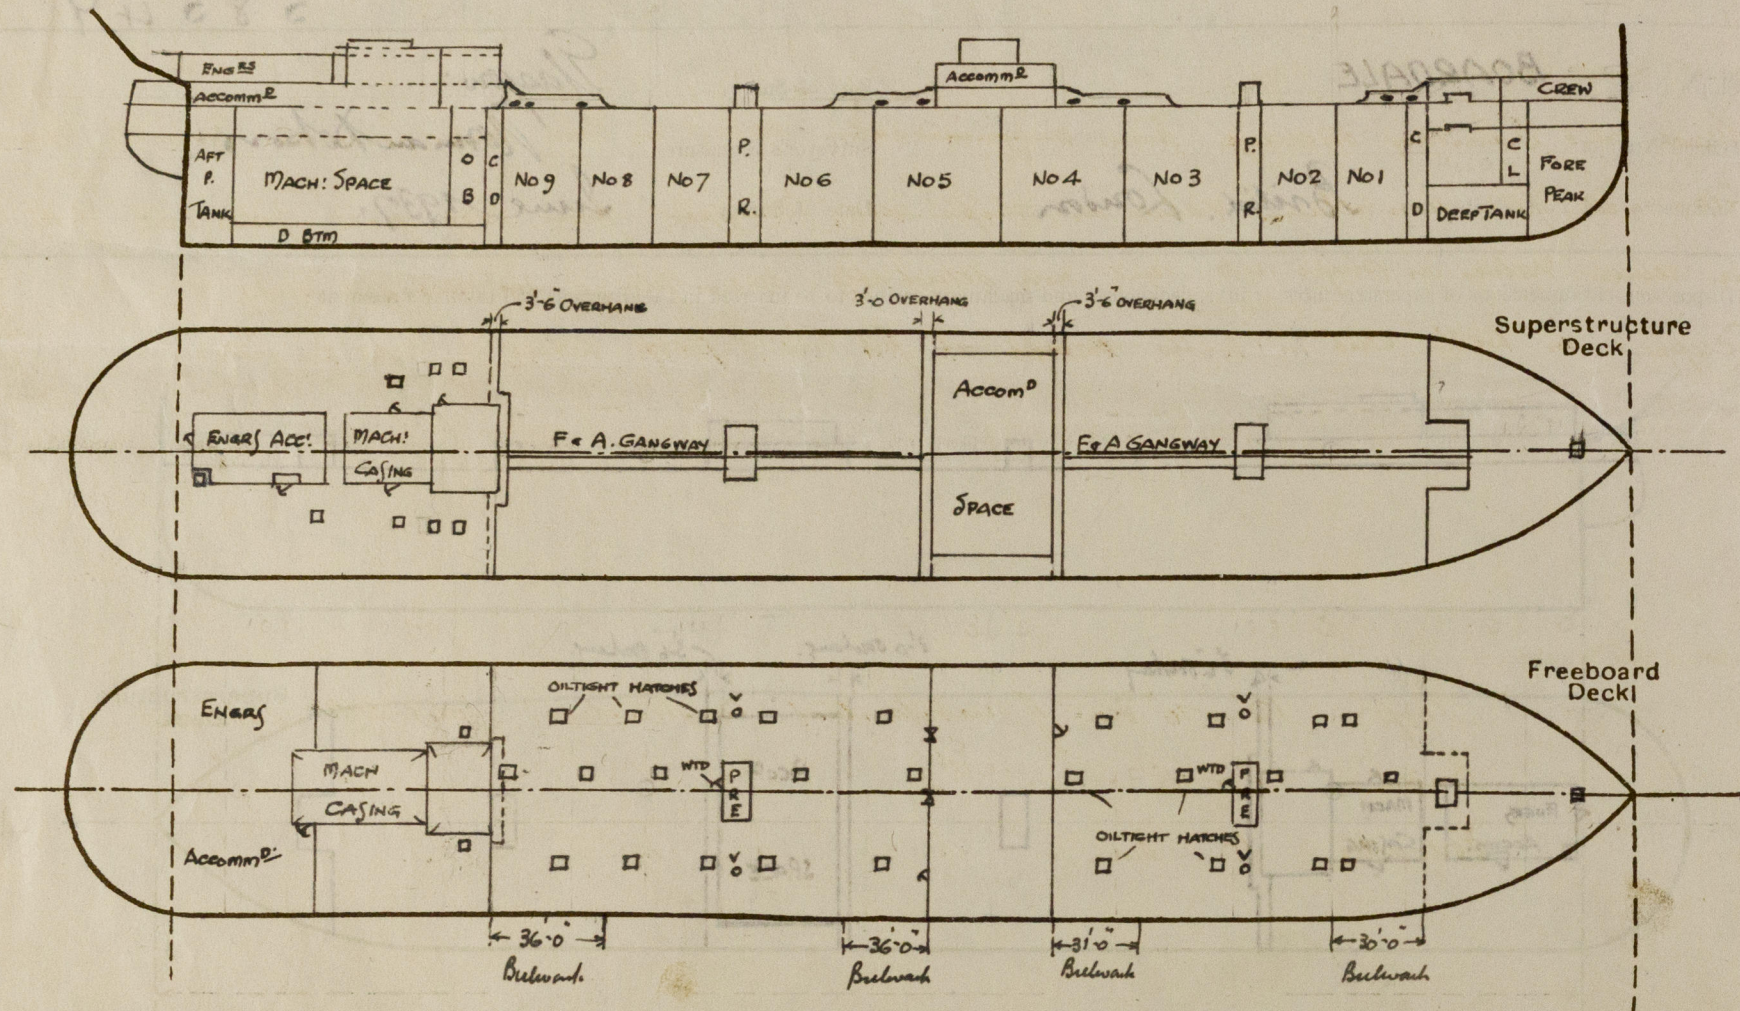 BOARDALE
ENGRS
ACCOMMD
ACCOMMD
CREW
AFT
P.
TANK
MACH: SPACE
O
B
C
D
No 9
No 8
No 7
P.
R.
No 6
No 5
No 4
No 3
P.
R.
No 2
No 1
C
D
C
L
FORE
PEAK
DEEP TANK
D BTM
3'-6" OVERHANG
3'-0 OVERHANG
3'-6" OVERHANG
Superstructure
Deck
ENGRS ACC:
MACH:
CASING
F & A. GANGWAY
ACCOMD
SPACE
F & A GANGWAY
Freeboard
Deck
ENGRS
MACH
CASING
ACCOMMD:
OILTIGHT HATCHES
V
O
WTD
P
R
E
V
O
V
O
WTD
P
R
E
OILTIGHT HATCHES
V
O
36'-0"
36'-0"
31'-0"
30'-0"
Bulwark
Bulwark
Bulwark
Bulwark